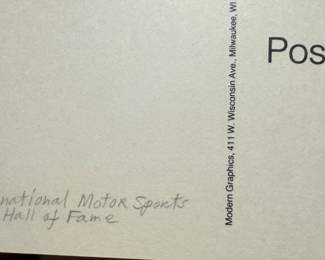 national Motor Sports
Hall of Fame
Modern Graphics, 411 W. Wisconsin Ave., Milwaukee, WI
Pos